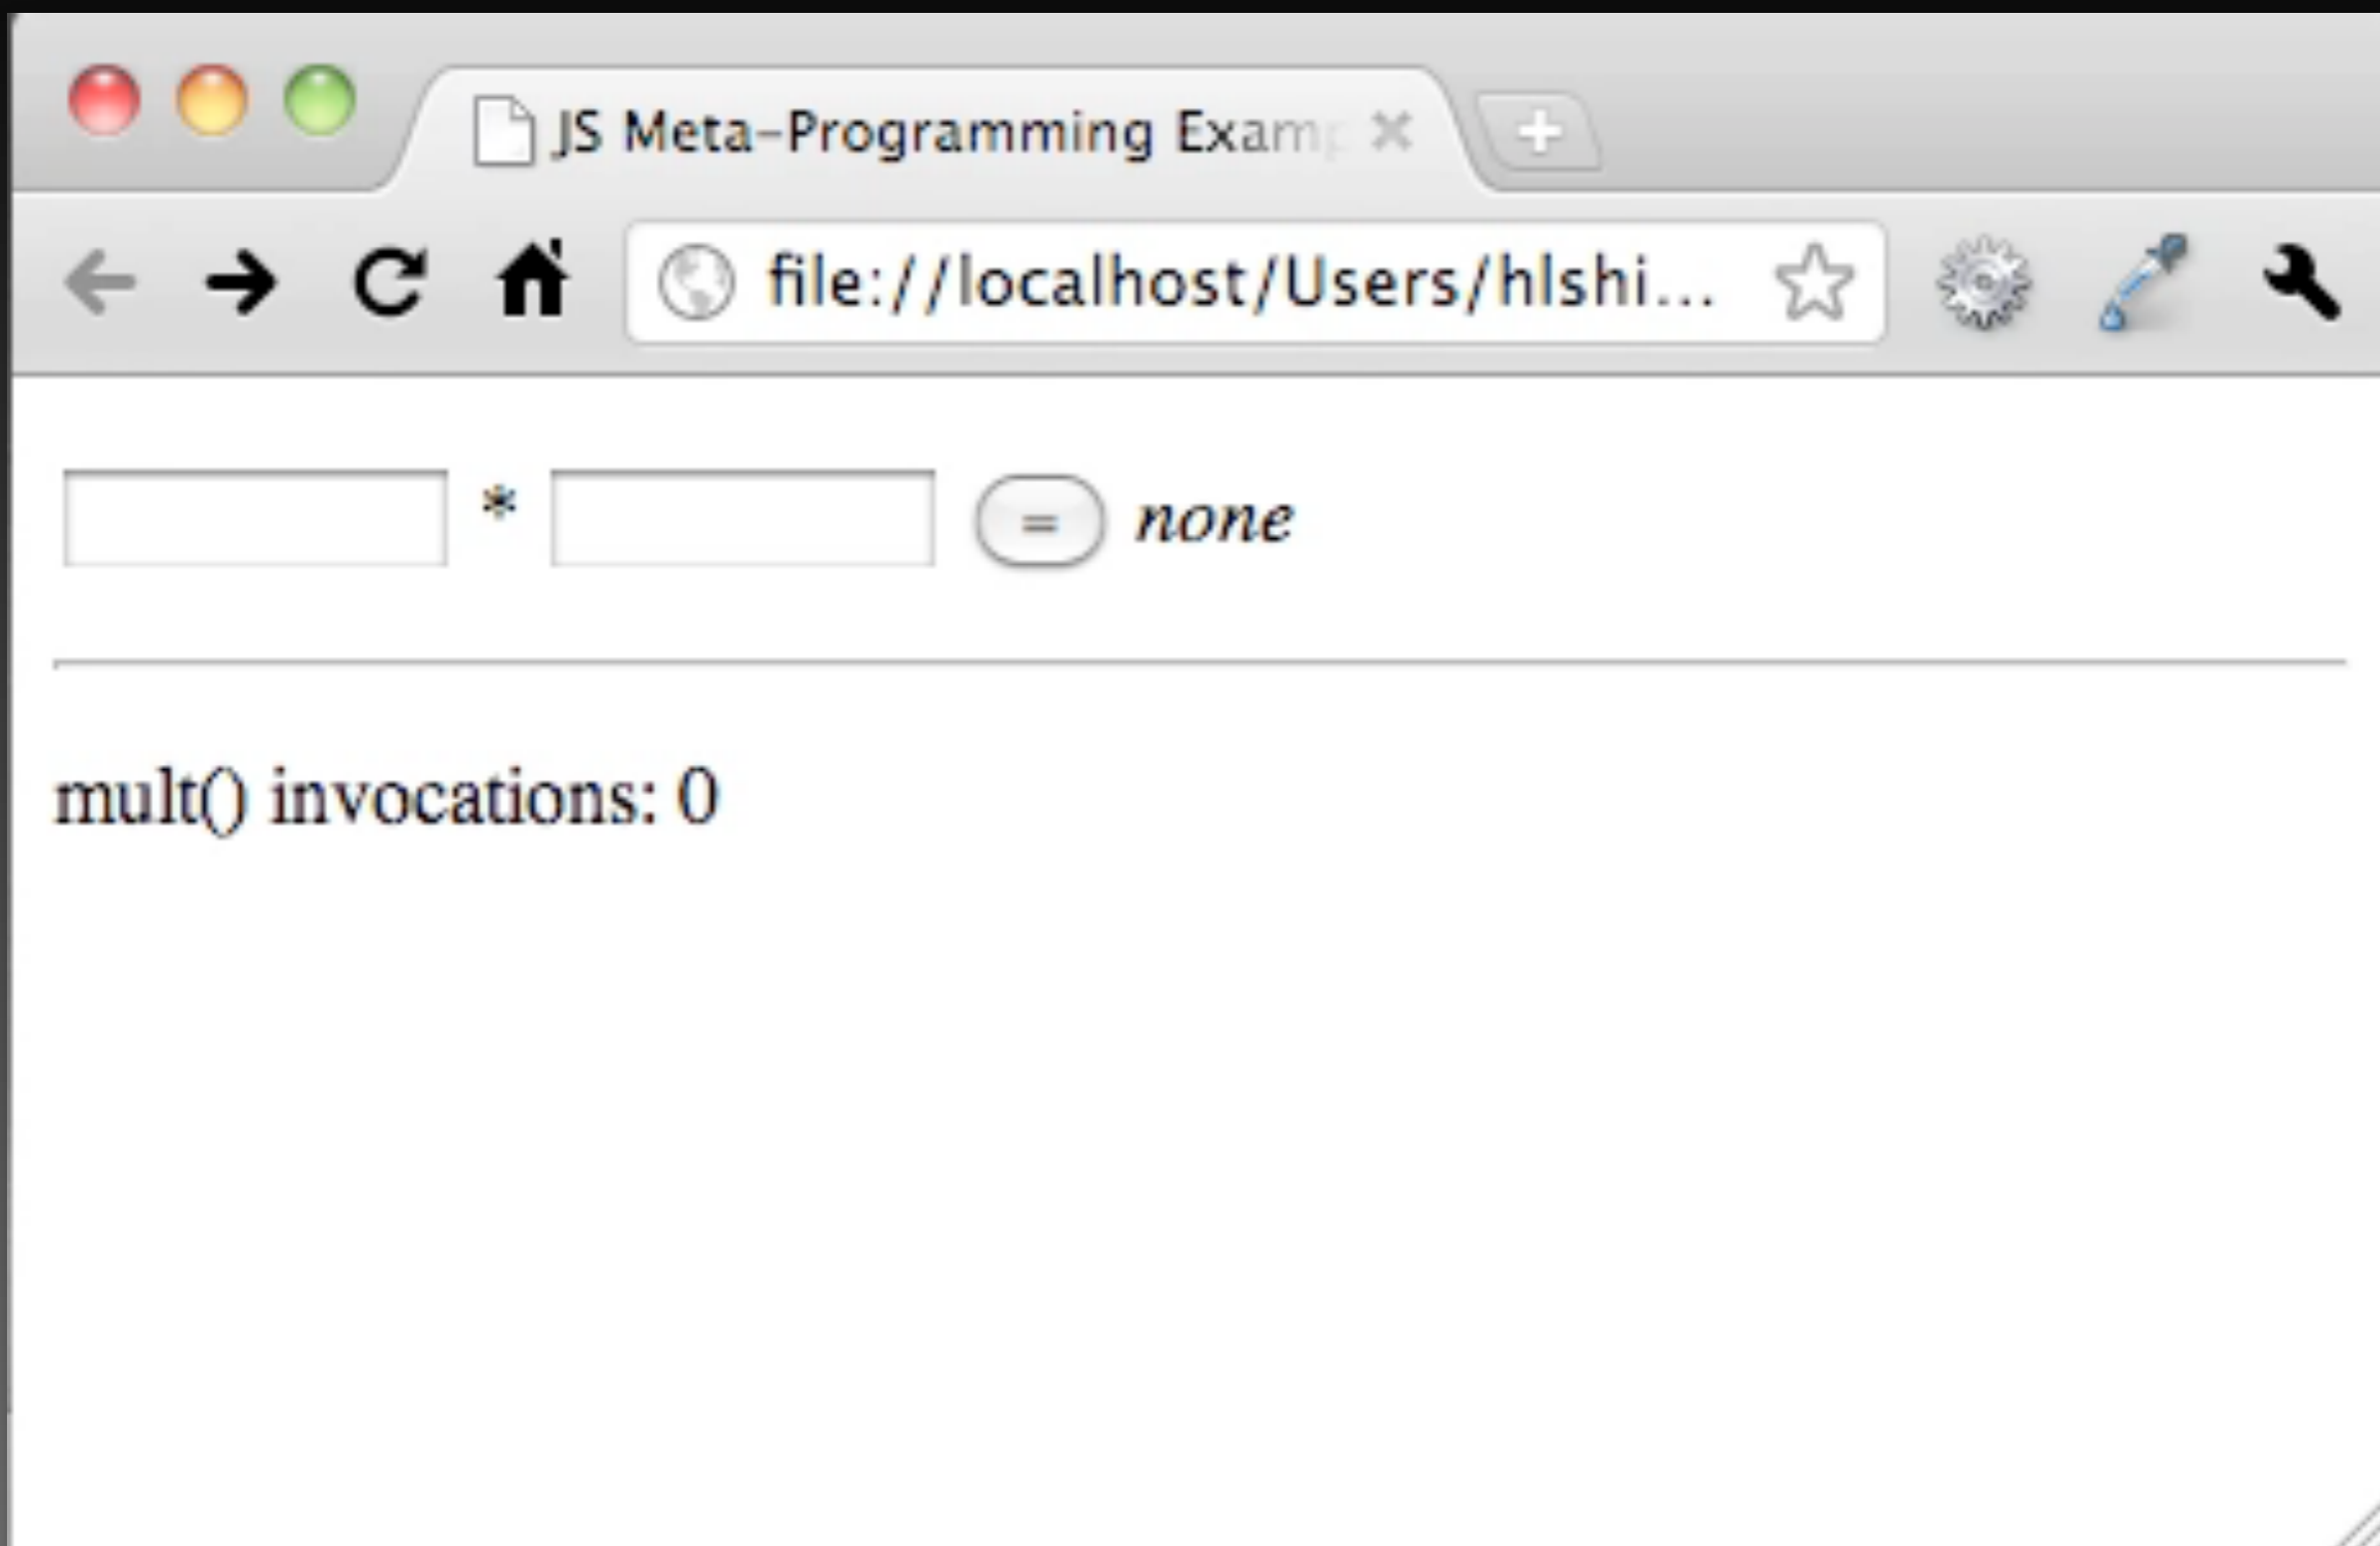 JS Meta-Programming Examp
file://localhost/Users/hlshi...
* = none
mult() invocations: 0